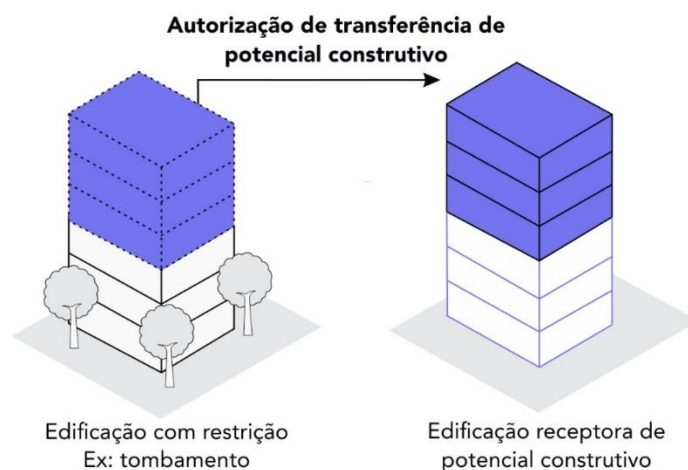 Autorização de transferência de
potencial construtivo
Edificação com restrição
Ex: tombamento
Edificação receptora de
potencial construtivo